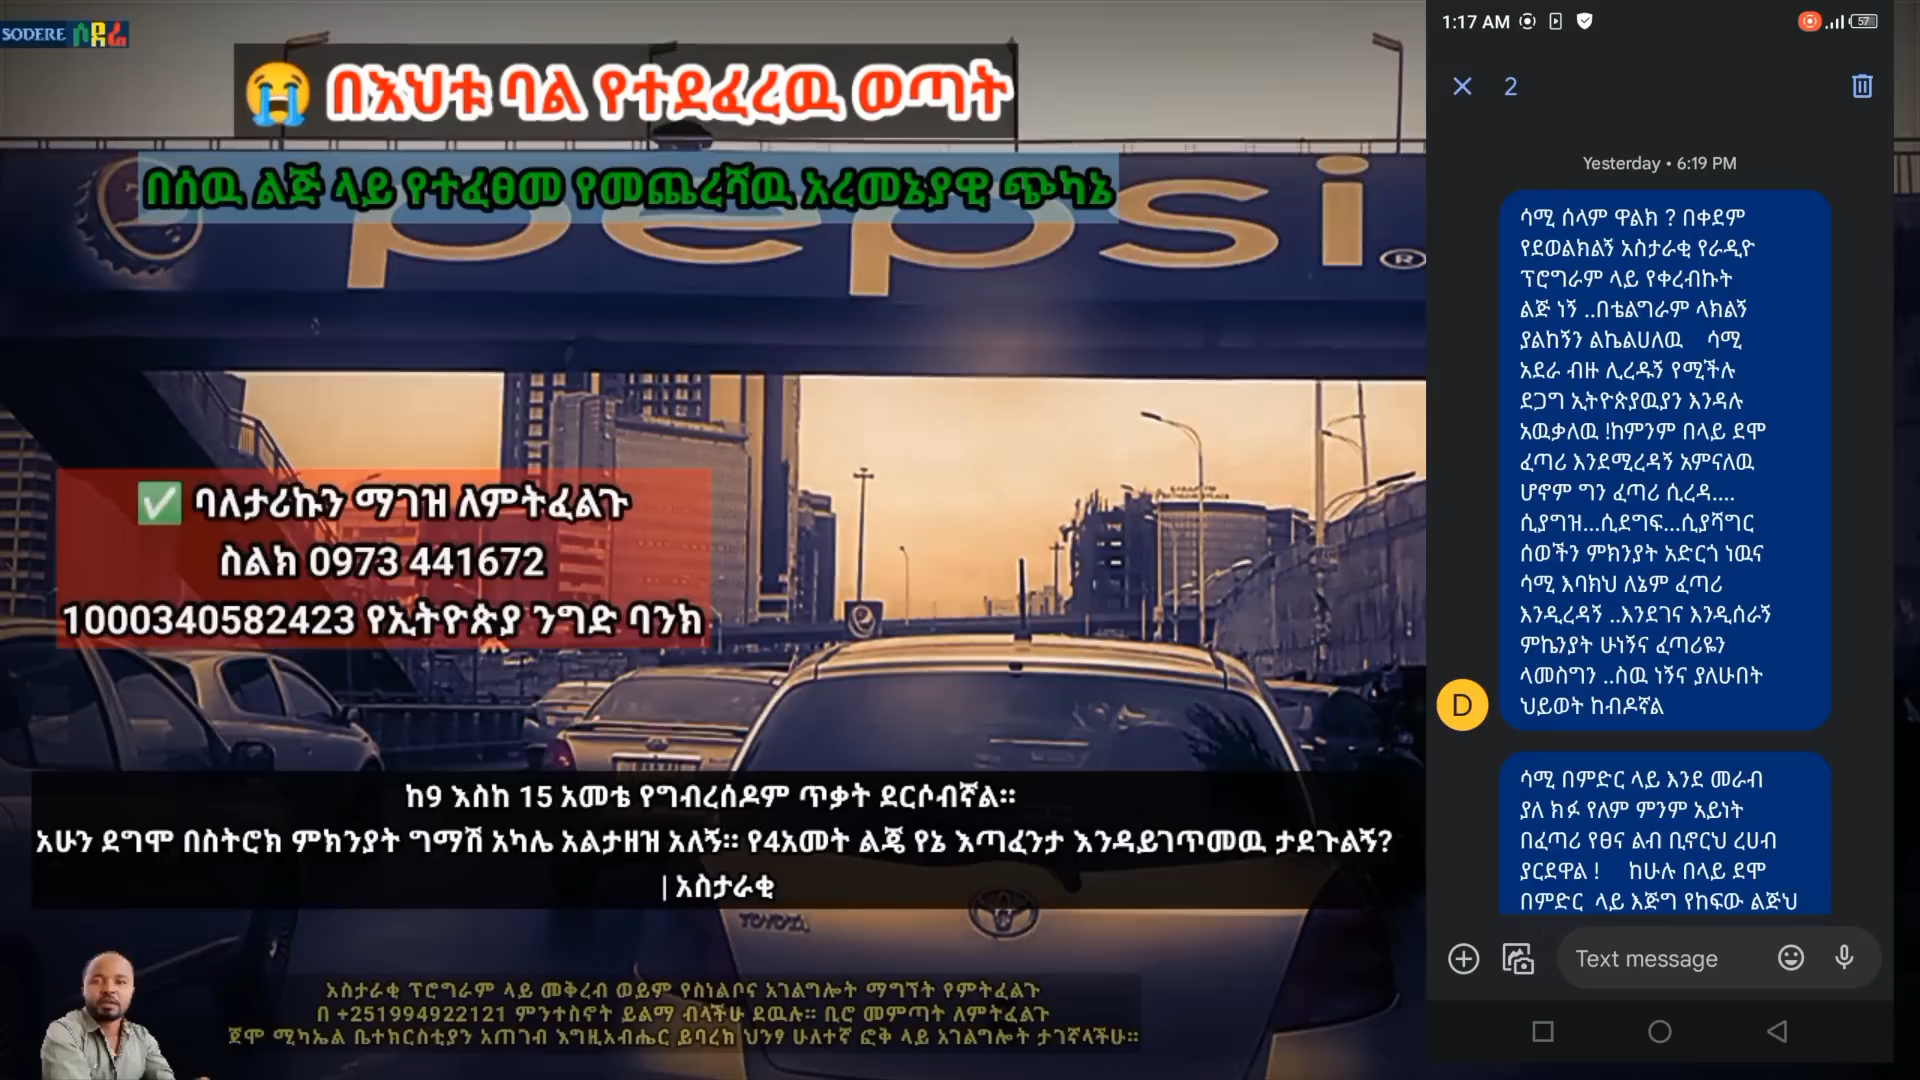 SODERE ሶደሬ
😭 በእህቱ ባል የተደፈረዉ ወጣት
በሰዉ ልጅ ላይ የተፈፀመ የመጨረሻዉ አረመኔያዊ ጭካኔ
pepsi®
✅ ባለታሪኩን ማገዝ ለምትፈልጉ
ስልክ 0973 441672
1000340582423 የኢትዮጵያ ንግድ ባንክ
ከ9 እስከ 15 አመቴ የግብረሰዶም ጥቃት ደርሶብኛል።
አሁን ደግሞ በስትሮክ ምክንያት ግማሽ አካሌ አልታዘዝ አለኝ። የ4አመት ልጄ የኔ እጣፈንታ እንዳይገጥመዉ ታደጉልኝ?
| አስታራቂ
TOYOTA
አስታራቂ ፕሮግራም ላይ መቅረብ ወይም የስነልቦና አገልግሎት ማግኘት የምትፈልጉ
በ +251994922121 ምንተስኖት ይልማ ብላችሁ ደዉሉ። ቢሮ መምጣት ለምትፈልጉ
ጀሞ ሚካኤል ቤተክርስቲያን አጠገብ እግዚአብሔር ይባረክ ህንፃ ሁለተኛ ፎቅ ላይ አገልግሎት ታገኛላችሁ።
1:17 AM
57
2
Yesterday • 6:19 PM
ሳሚ ሰላም ዋልክ ? በቀደም
የደወልክልኝ አስታራቂ የራዲዮ
ፕሮግራም ላይ የቀረብኩት
ልጅ ነኝ ..በቴልግራም ላክልኝ
ያልከኝን ልኬልሀለዉ ሳሚ
አደራ ብዙ ሊረዱኝ የሚችሉ
ደጋግ ኢትዮጵያዉያን እንዳሉ
አዉቃለዉ !ከምንም በላይ ደሞ
ፈጣሪ እንደሚረዳኝ አምናለዉ
ሆኖም ግን ፈጣሪ ሲረዳ....
ሲያግዝ...ሲደግፍ...ሲያሻግር
ሰወችን ምክንያት አድርጎ ነዉና
ሳሚ እባክህ ለኔም ፈጣሪ
እንዲረዳኝ ..እንደገና እንዲሰራኝ
ምኬንያት ሁነኝና ፈጣሪዬን
ላመስግን ..ስዉ ነኝና ያለሁበት
ህይወት ከብዶኛል
D
ሳሚ በምድር ላይ እንደ መራብ
ያለ ክፉ የለም ምንም አይነት
በፈጣሪ የፀና ልብ ቢኖርህ ረሀብ
ያርደዋል ! ከሁሉ በላይ ደሞ
በምድር ላይ እጅግ የከፍው ልጅህ
Text message